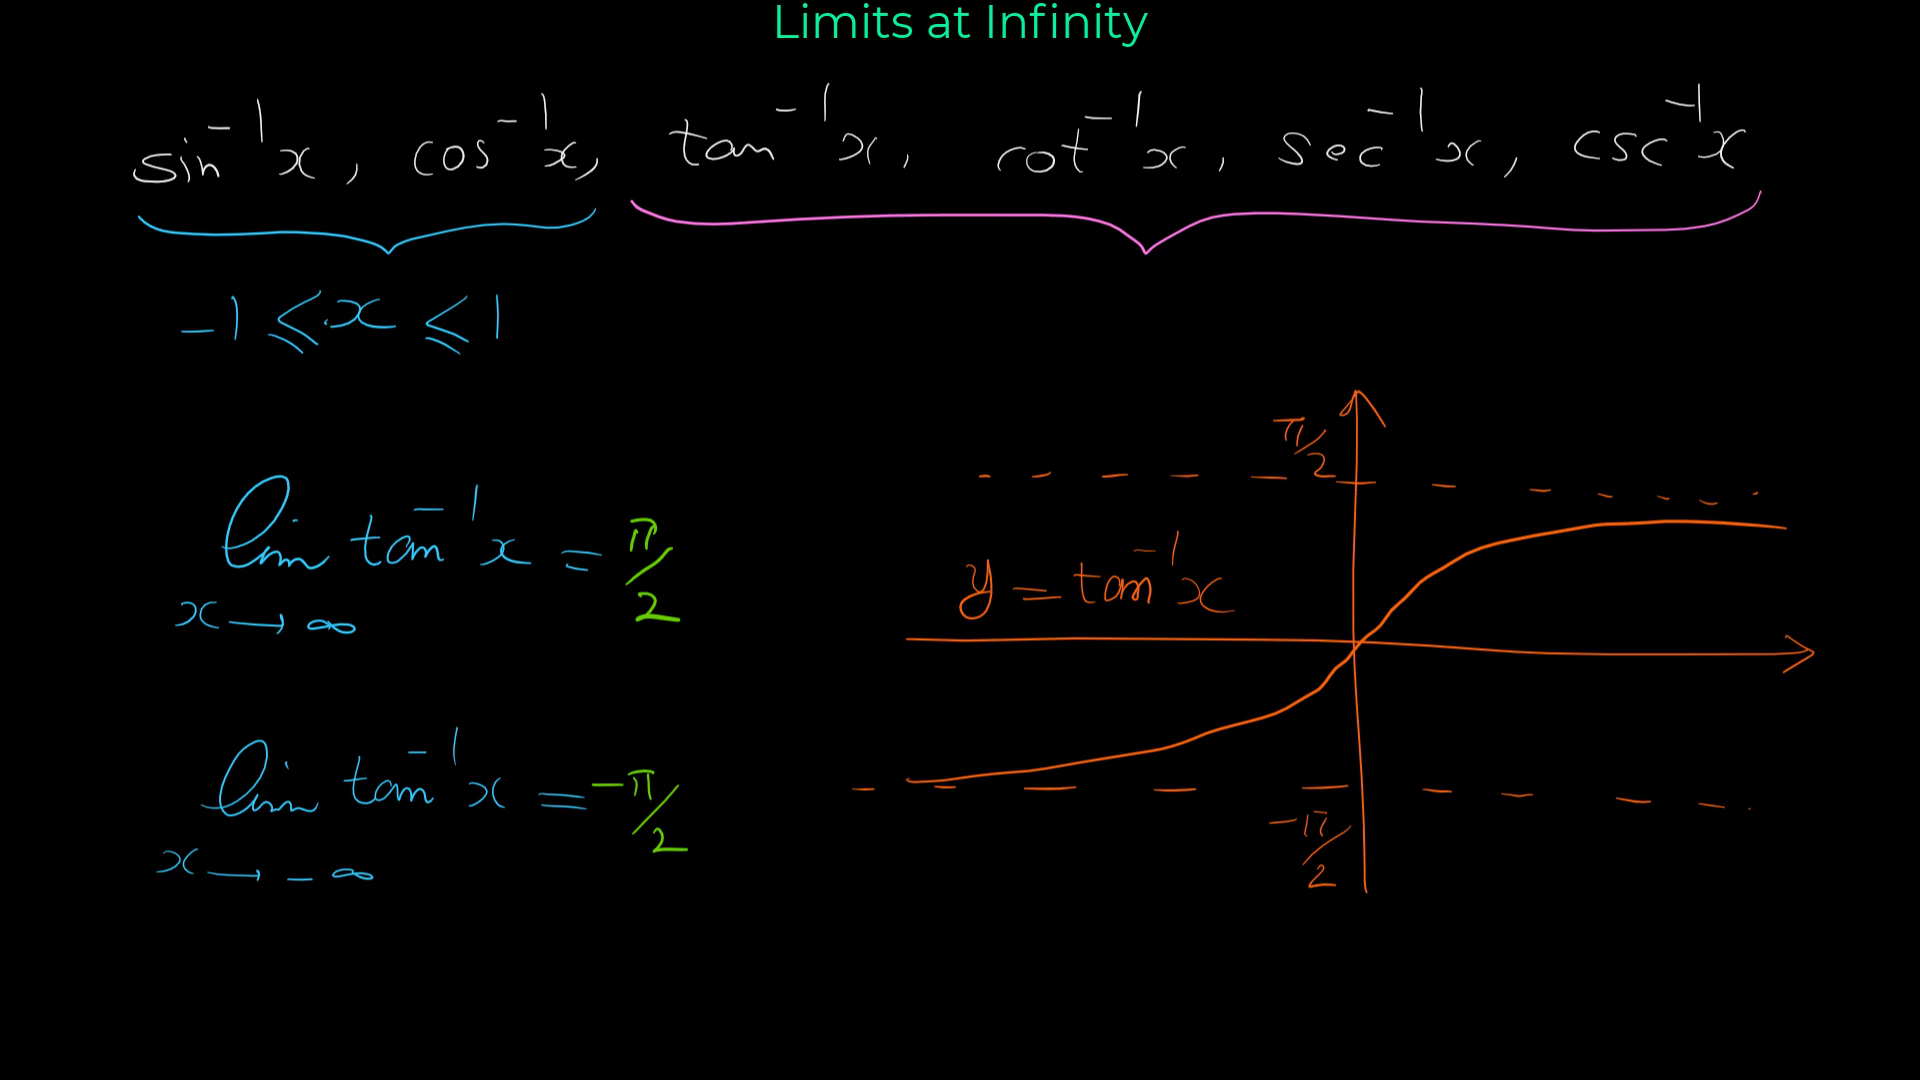 Limits at Infinity
sin⁻¹x, cos⁻¹x, tan⁻¹x, cot⁻¹x, sec⁻¹x, csc⁻¹x
-1 ≤ x ≤ 1
lim tan⁻¹x = π/2
x → ∞
lim tan⁻¹x = -π/2
x → -∞
π/2
y = tan⁻¹x
-π/2